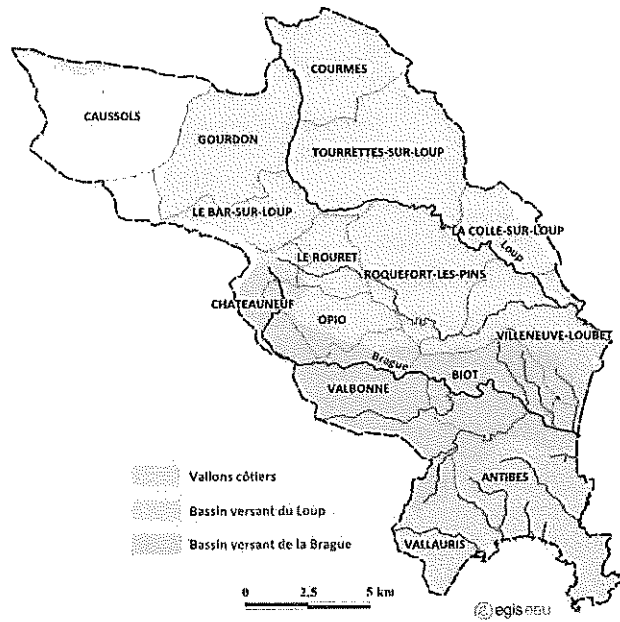 COURMES
CAUSSOLS
GOURDON
TOURRETTES-SUR-LOUP
LE BAR-SUR-LOUP
LA COLLE-SUR-LOUP
Loup
LE ROURET
ROQUEFORT-LES-PINS
CHATEAUNEUF
OPIO
VILLENEUVE-LOUBET
Brague
BIOT
VALBONNE
Vallons côtiers
ANTIBES
Bassin versant du Loup
Bassin versant de la Brague
VALLAURIS
0 2,5 5 km
egis eau